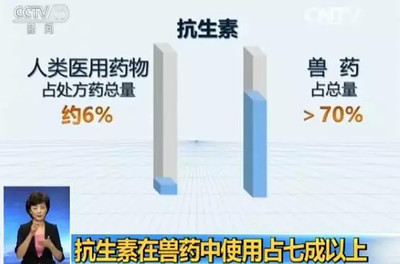 CCTV
新闻
CNTV
抗生素
人类医用药物
占处方药总量
约6%
兽 药
占总量
>70%
抗生素在兽药中使用占七成以上